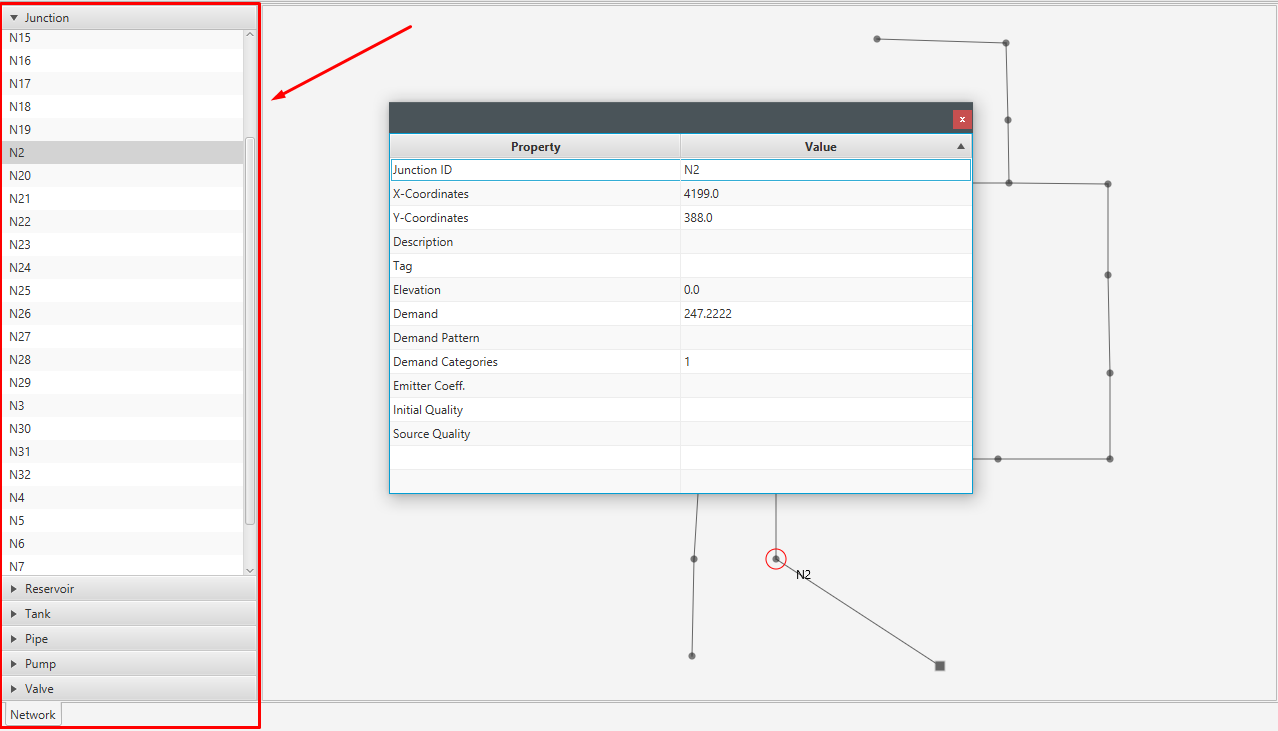 Junction
N15
N16
N17
N18
N19
N2
N20
N21
N22
N23
N24
N25
N26
N27
N28
N29
N3
N30
N31
N32
N4
N5
N6
N7
Reservoir
Tank
Pipe
Pump
Valve
Network
x
Property Value
Junction ID N2
X-Coordinates 4199.0
Y-Coordinates 388.0
Description
Tag
Elevation 0.0
Demand 247.2222
Demand Pattern
Demand Categories 1
Emitter Coeff.
Initial Quality
Source Quality
N2